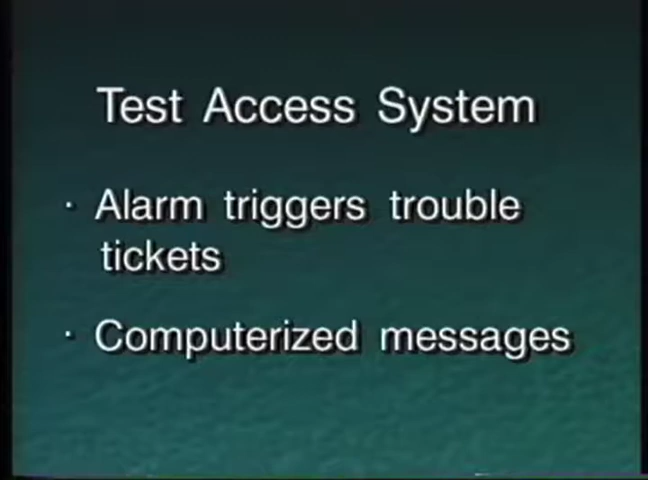 Test Access System
· Alarm triggers trouble
tickets
· Computerized messages